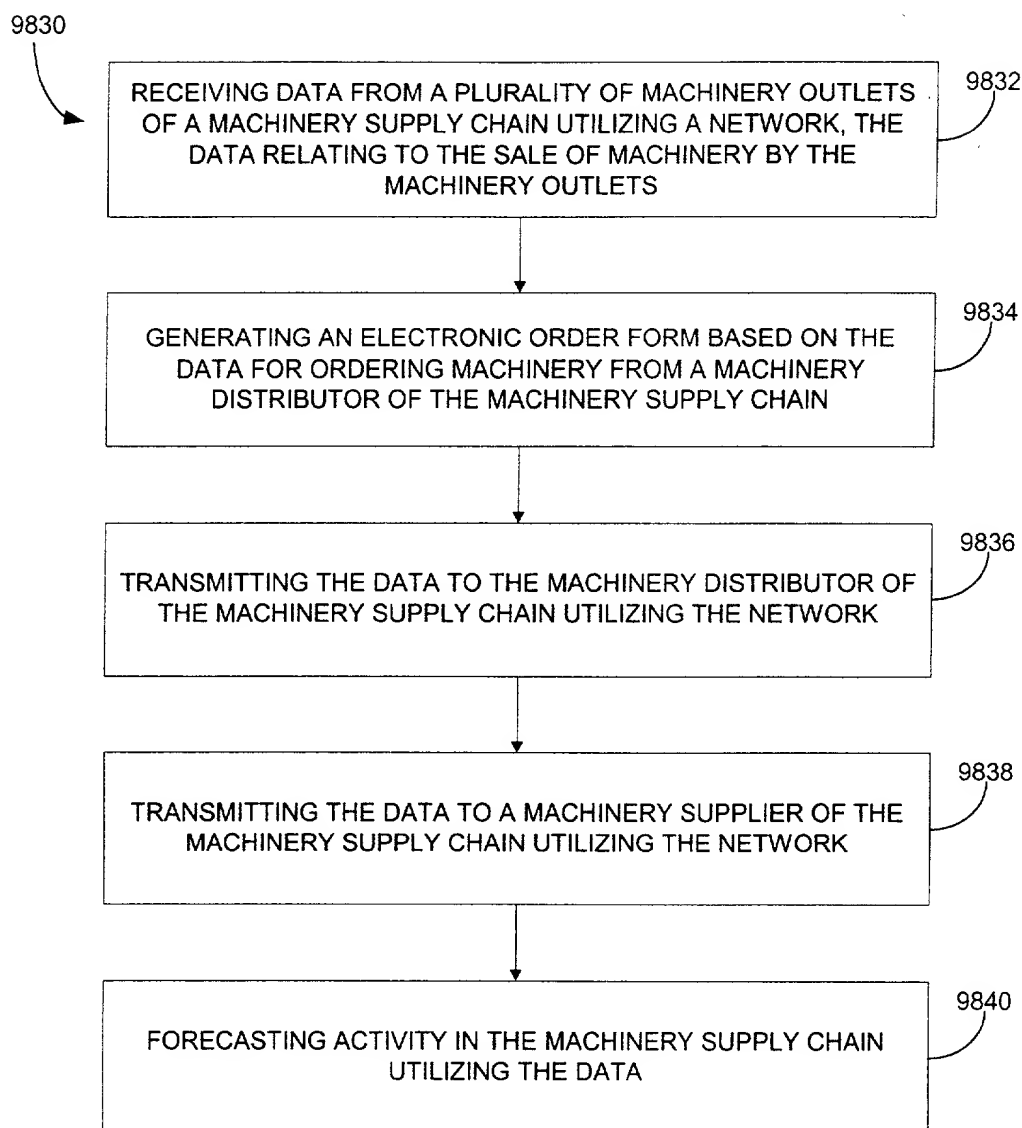 9830
RECEIVING DATA FROM A PLURALITY OF MACHINERY OUTLETS
OF A MACHINERY SUPPLY CHAIN UTILIZING A NETWORK, THE
DATA RELATING TO THE SALE OF MACHINERY BY THE
MACHINERY OUTLETS
9832
GENERATING AN ELECTRONIC ORDER FORM BASED ON THE
DATA FOR ORDERING MACHINERY FROM A MACHINERY
DISTRIBUTOR OF THE MACHINERY SUPPLY CHAIN
9834
TRANSMITTING THE DATA TO THE MACHINERY DISTRIBUTOR OF
THE MACHINERY SUPPLY CHAIN UTILIZING THE NETWORK
9836
TRANSMITTING THE DATA TO A MACHINERY SUPPLIER OF THE
MACHINERY SUPPLY CHAIN UTILIZING THE NETWORK
9838
FORECASTING ACTIVITY IN THE MACHINERY SUPPLY CHAIN
UTILIZING THE DATA
9840